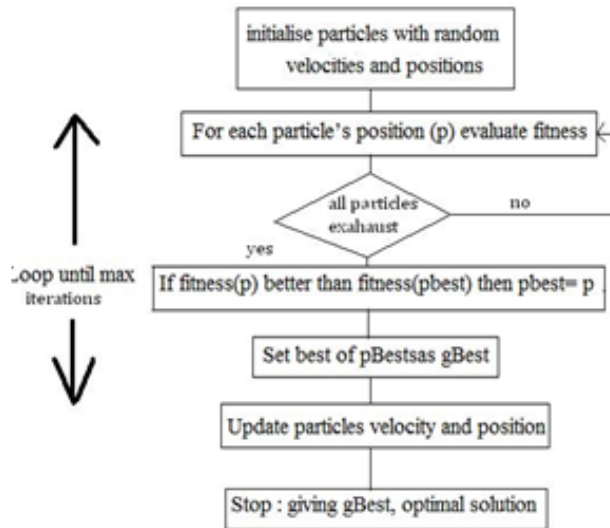 initialise particles with random
velocities and positions
For each particle's position (p) evaluate fitness
all particles
exahaust
no
yes
Loop until max
iterations
If fitness(p) better than fitness(pbest) then pbest= p .
Set best of pBestsas gBest
Update particles velocity and position
Stop : giving gBest, optimal solution